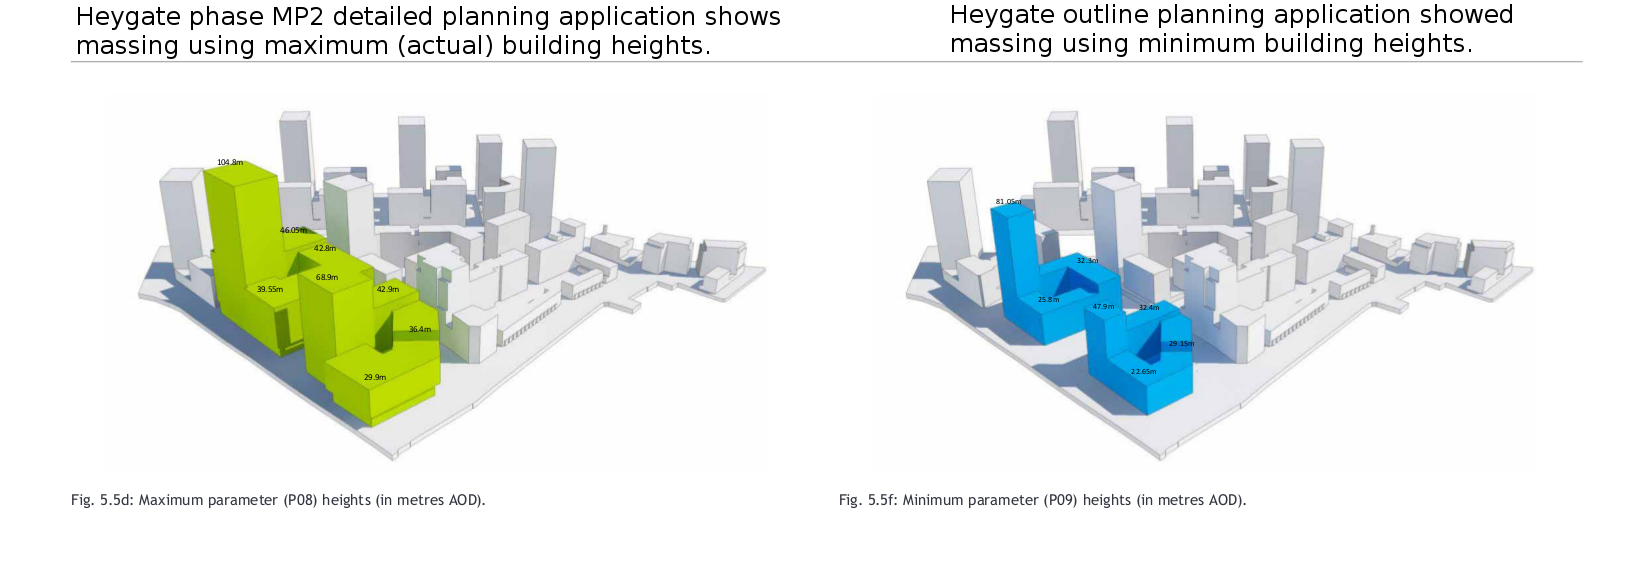 Heygate phase MP2 detailed planning application shows
massing using maximum (actual) building heights.
Heygate outline planning application showed
massing using minimum building heights.
104.8m
46.05m
42.8m
68.9m
39.55m
42.9m
36.4m
29.9m
81.05m
32.3m
25.8m
47.9m
32.4m
29.15m
22.65m
Fig. 5.5d: Maximum parameter (P08) heights (in metres AOD).
Fig. 5.5f: Minimum parameter (P09) heights (in metres AOD).